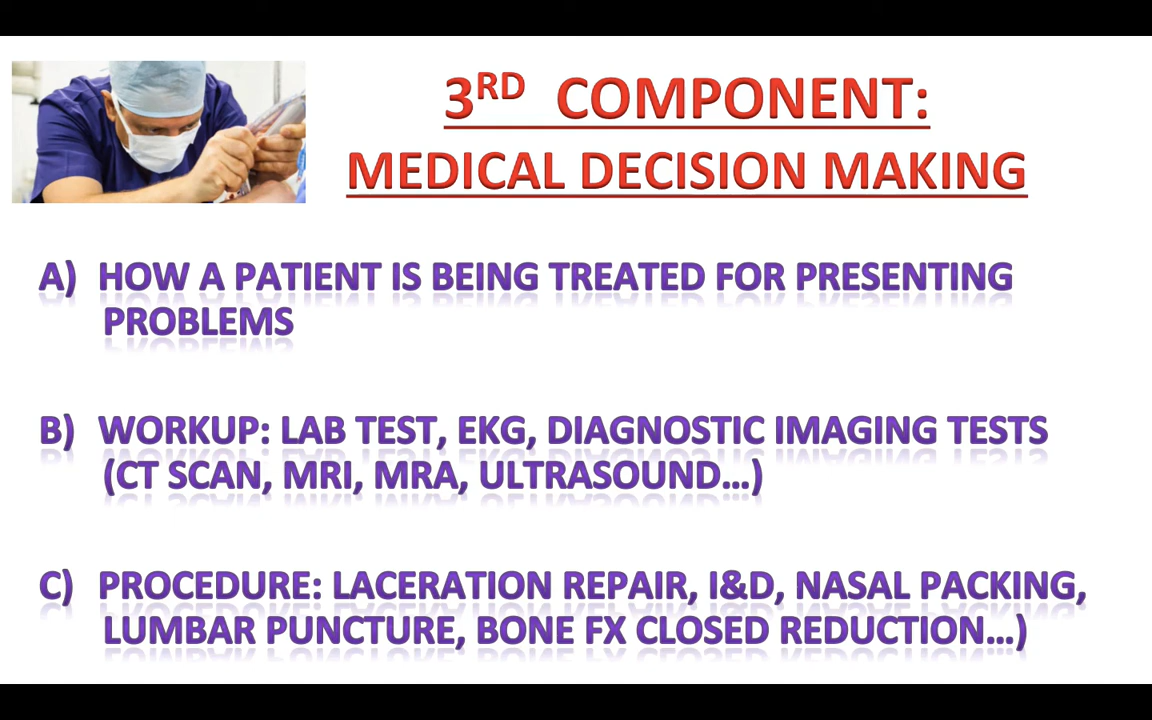 3RD COMPONENT:
MEDICAL DECISION MAKING
A) HOW A PATIENT IS BEING TREATED FOR PRESENTING
PROBLEMS
B) WORKUP: LAB TEST, EKG, DIAGNOSTIC IMAGING TESTS
(CT SCAN, MRI, MRA, ULTRASOUND...)
C) PROCEDURE: LACERATION REPAIR, I&D, NASAL PACKING,
LUMBAR PUNCTURE, BONE FX CLOSED REDUCTION...)